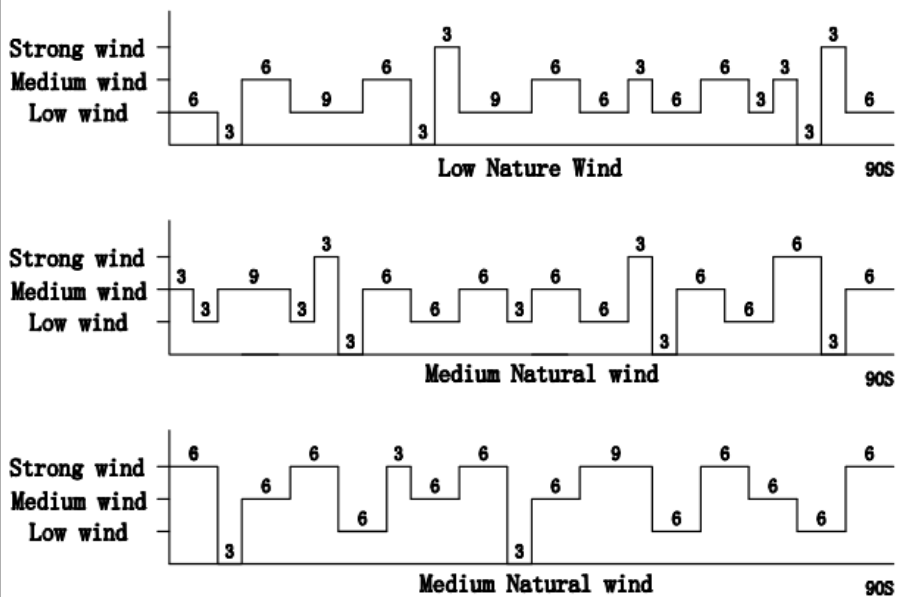 3 3
Strong wind
6 6 6 3 6 3
Medium wind
6 9 9 6 6 3 6
Low wind
3 3 3
Low Nature Wind 90S
3 3 6
Strong wind
3 9 6 6 6 6 6
Medium wind
3 3 6 3 6 6
Low wind
3 3 3
Medium Natural wind 90S
6 6 3 6 9 6 6
Strong wind
6 6 6 6
Medium wind
6 6 6
Low wind
3 3
Medium Natural wind 90S